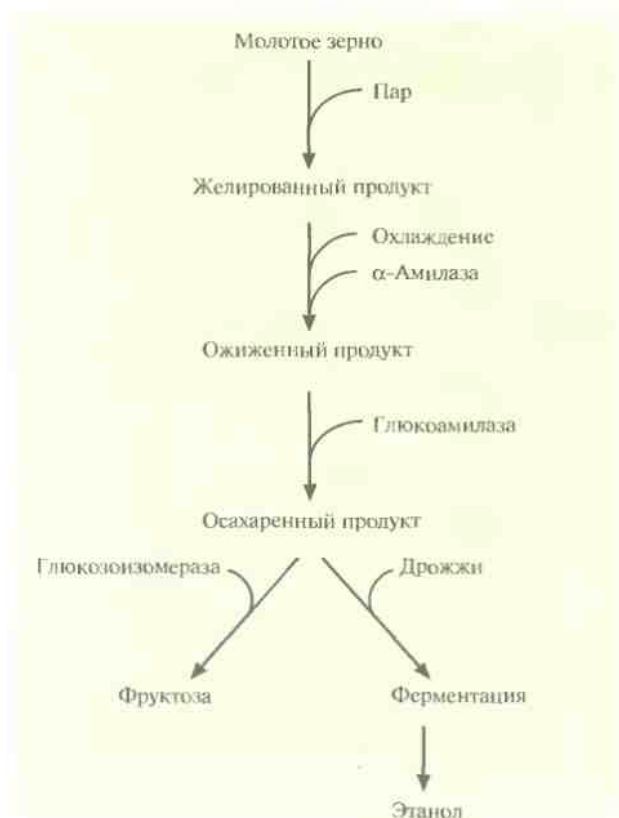 Молотое зерно
Пар
Желированный продукт
Охлаждение
α-Амилаза
Ожиженный продукт
Глюкоамилаза
Осахаренный продукт
Глюкозоизомераза
Дрожжи
Фруктоза
Ферментация
Этанол